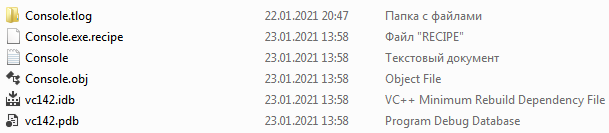 Console.tlog 22.01.2021 20:47 Папка с файлами
Console.exe.recipe 23.01.2021 13:58 Файл "RECIPE"
Console 23.01.2021 13:58 Текстовый документ
Console.obj 23.01.2021 13:58 Object File
vc142.idb 23.01.2021 13:58 VC++ Minimum Rebuild Dependency File
vc142.pdb 23.01.2021 13:58 Program Debug Database